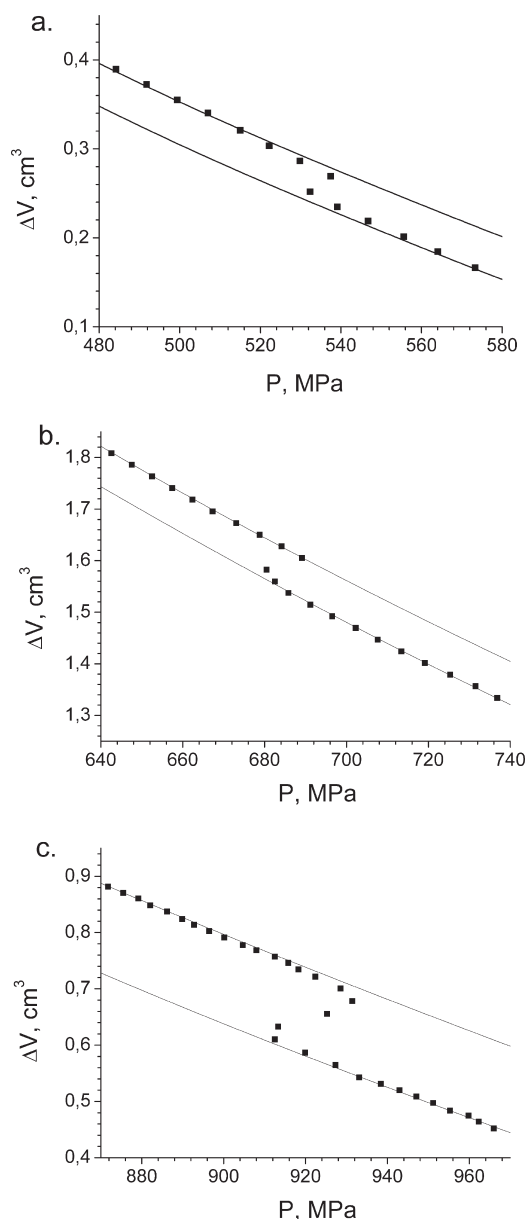 a.
0,4
0,3
0,2
0,1
ΔV, cm³
480 500 520 540 560 580
P, MPa
b.
1,8
1,7
1,6
1,5
1,4
1,3
ΔV, cm³
640 660 680 700 720 740
P, MPa
c.
0,9
0,8
0,7
0,6
0,5
0,4
ΔV, cm³
880 900 920 940 960
P, MPa